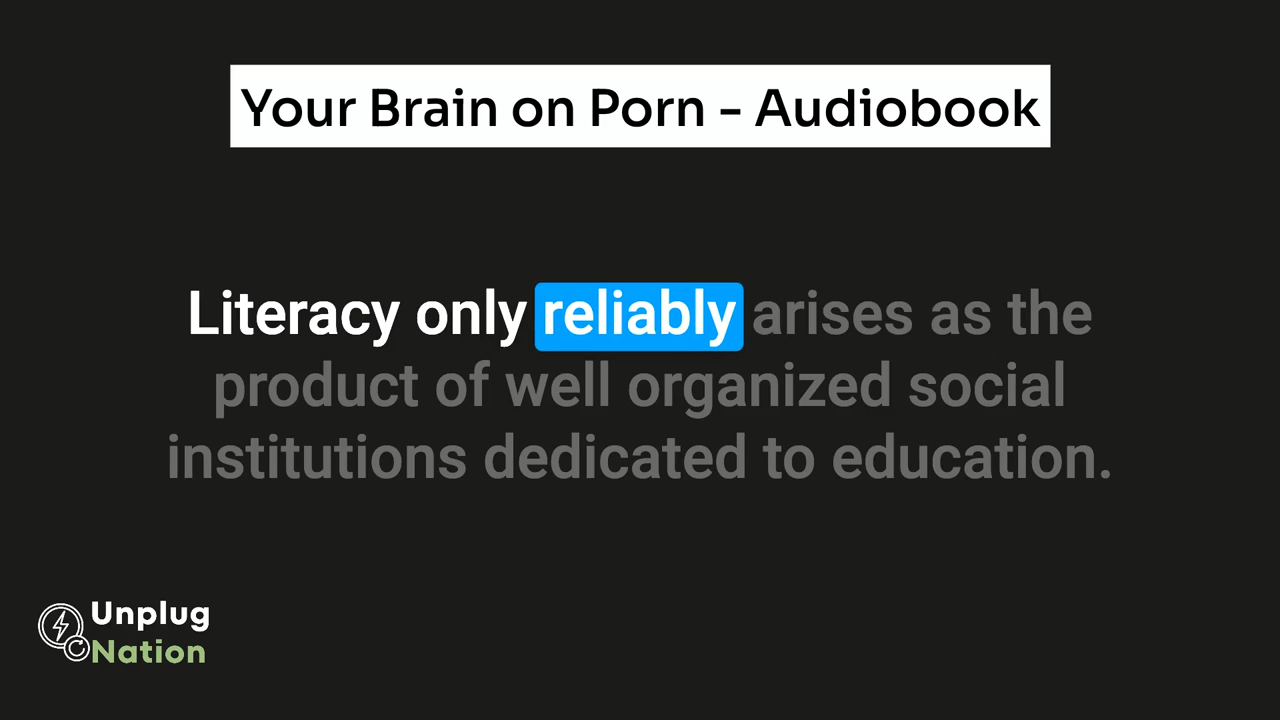 Your Brain on Porn - Audiobook
Literacy only reliably arises as the
product of well organized social
institutions dedicated to education.
Unplug
Nation